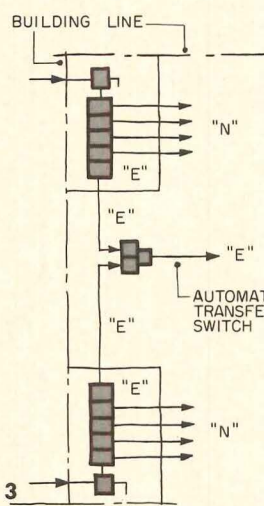 BUILDING LINE
"N"
"E"
"E"
"E"
AUTOMAT
TRANSFE
SWITCH
"E"
"E"
"N"
3